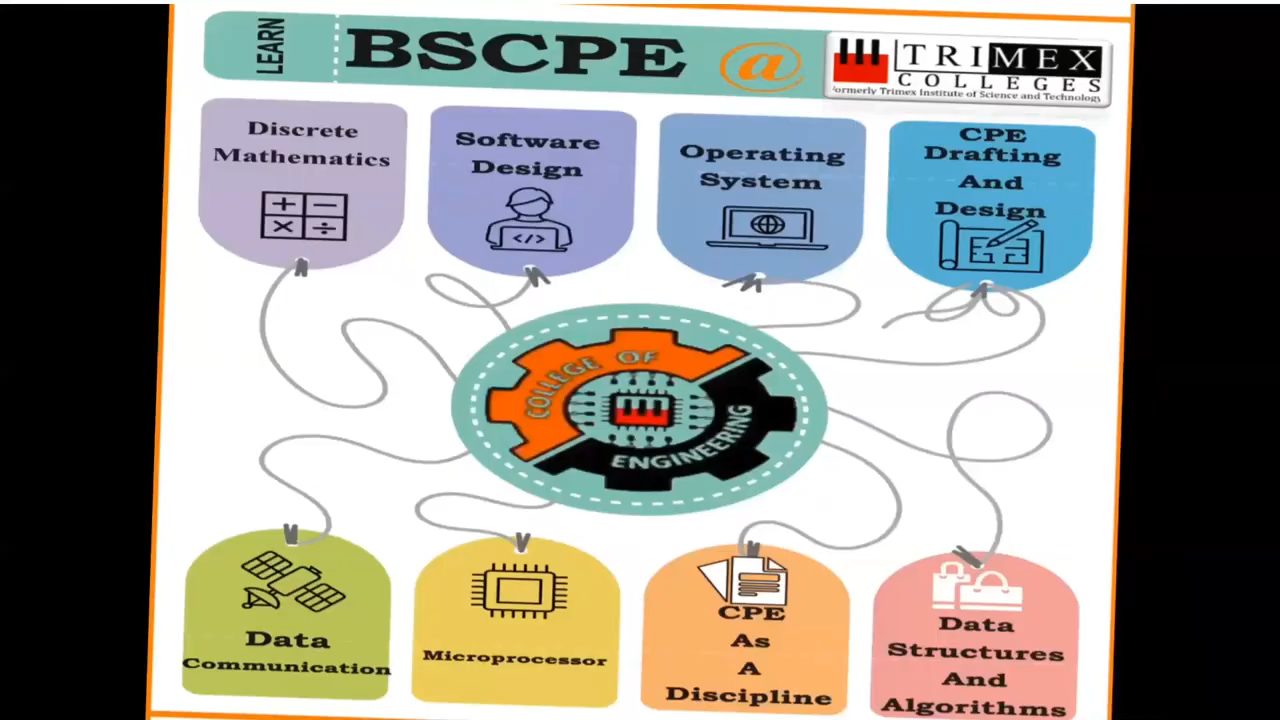 LEARN
BSCPE @ TRIMEX
COLLEGES
formerly Trimex Institute of Science and Technology
Discrete
Mathematics
Software
Design
</>
Operating
System
CPE
Drafting
And
Design
COLLEGE OF
ENGINEERING
Data
Communication
Microprocessor
CPE
As
A
Discipline
Data
Structures
And
Algorithms